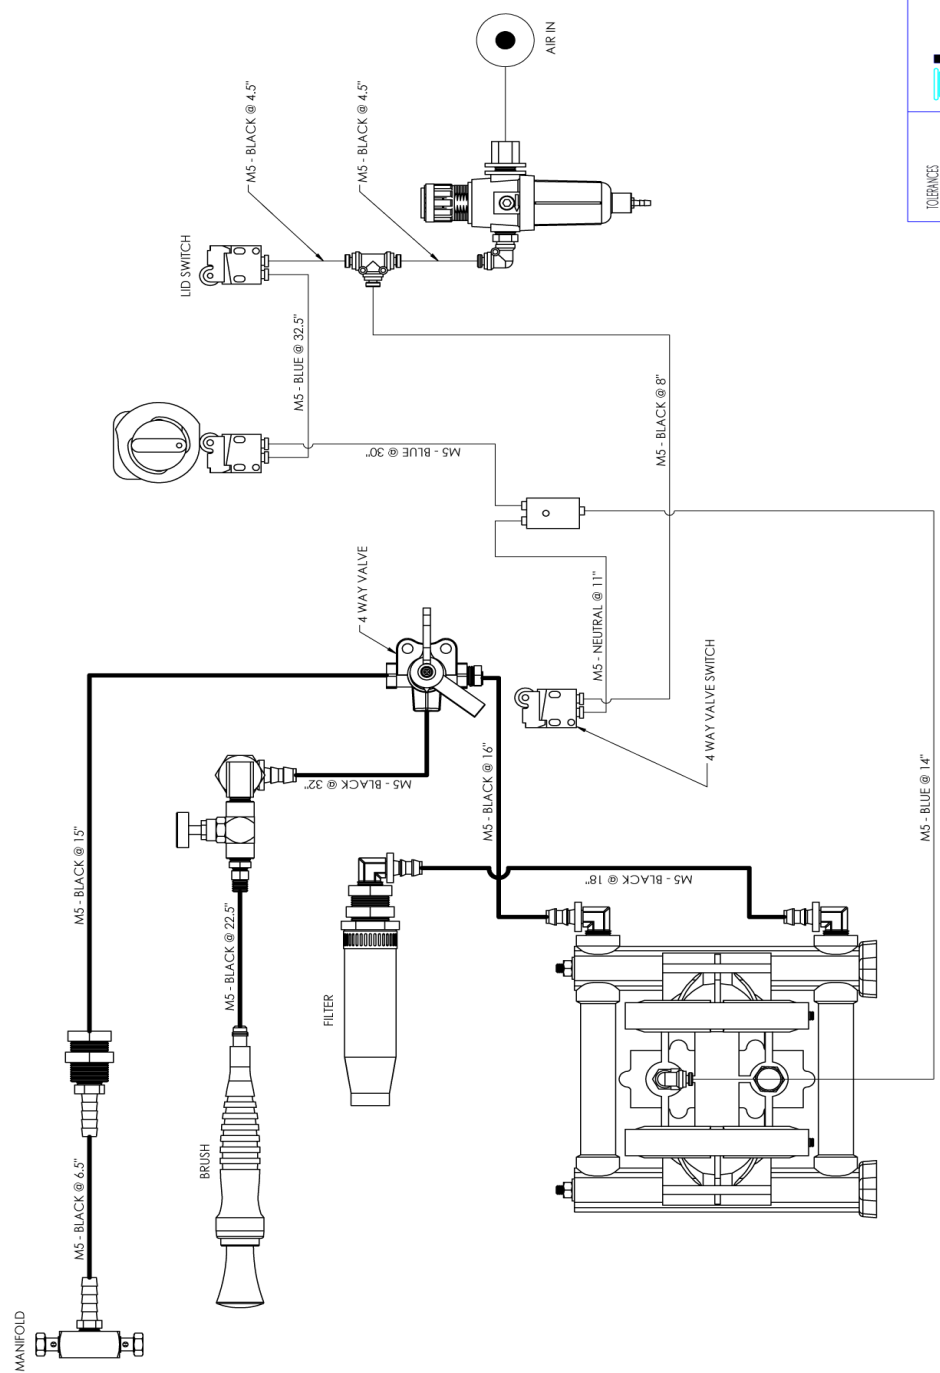 AIR IN
M5 - BLACK @ 4.5"
M5 - BLACK @ 4.5"
LID SWITCH
M5 - BLUE @ 32.5"
M5 - BLUE @ 30"
M5 - BLACK @ 8"
4 WAY VALVE
M5 - NEUTRAL @ 11"
4 WAY VALVE SWITCH
M5 - BLACK @ 32"
M5 - BLACK @ 16"
M5 - BLUE @ 14"
M5 - BLACK @ 15"
M5 - BLACK @ 22.5"
M5 - BLACK @ 18"
FILTER
BRUSH
M5 - BLACK @ 6.5"
MANIFOLD
TOLERANCES